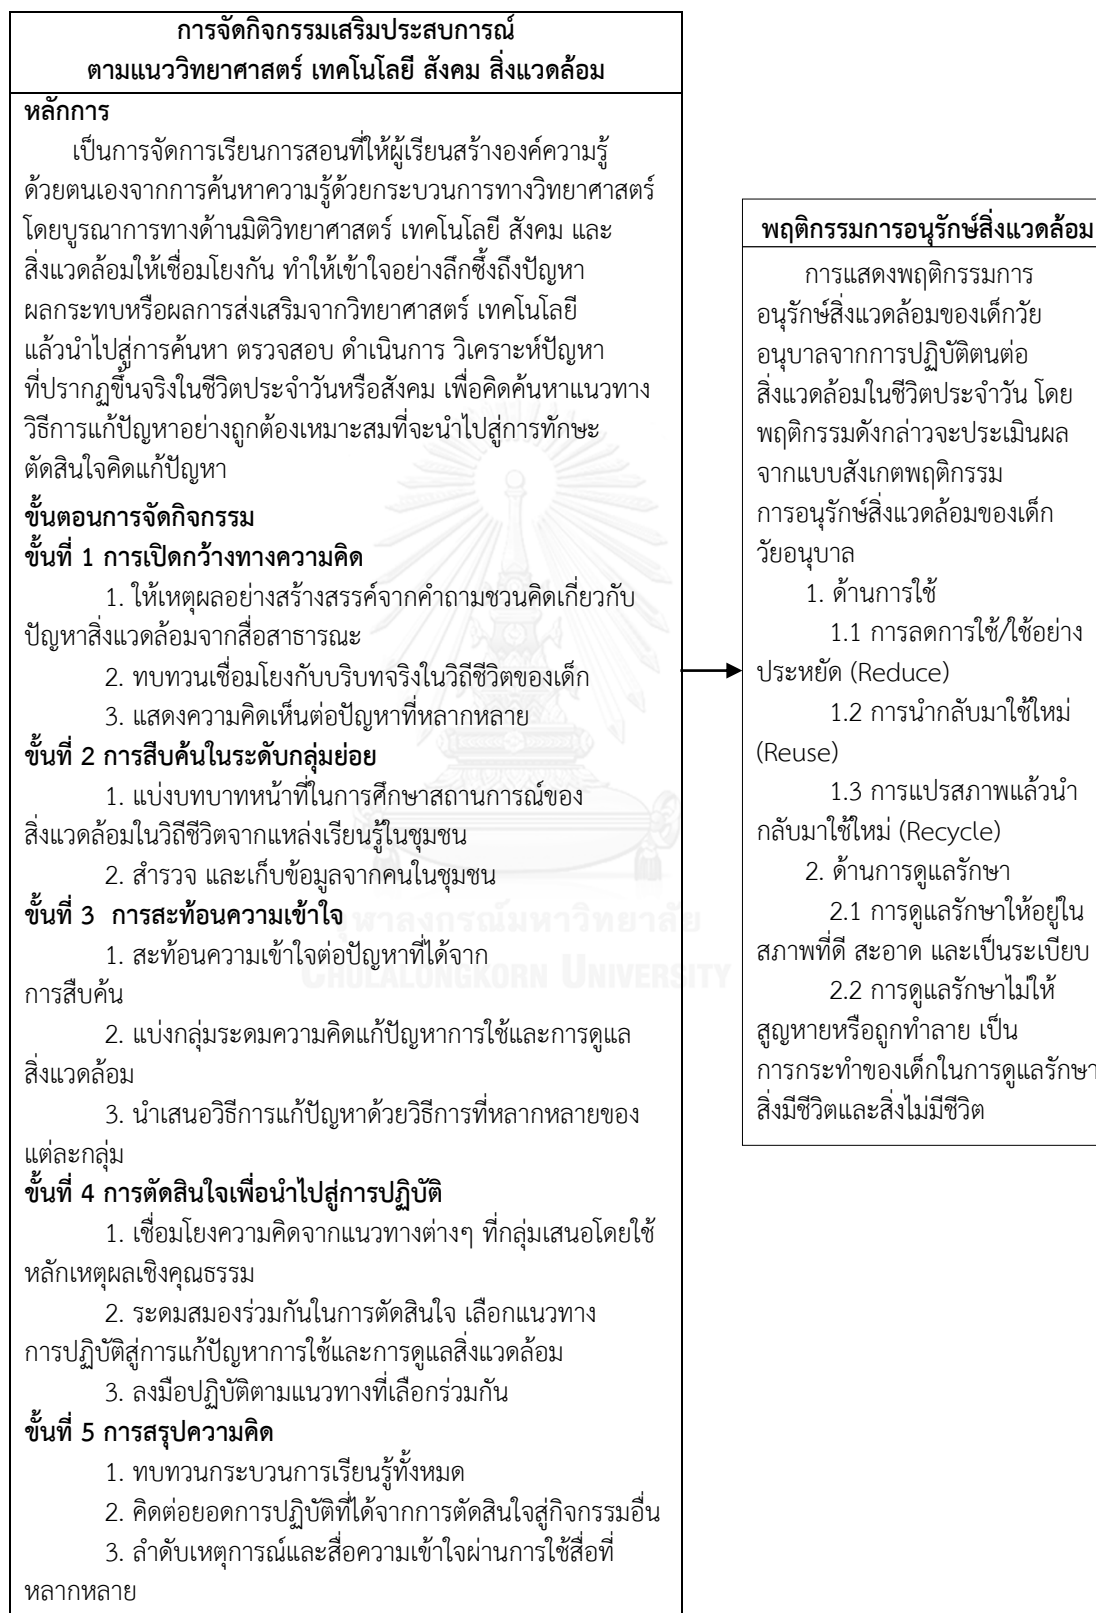 การจัดกิจกรรมเสริมประสบการณ์
ตามแนววิทยาศาสตร์ เทคโนโลยี สังคม สิ่งแวดล้อม
หลักการ
เป็นการจัดการเรียนการสอนที่ให้ผู้เรียนสร้างองค์ความรู้
ด้วยตนเองจากการค้นหาความรู้ด้วยกระบวนการทางวิทยาศาสตร์
โดยบูรณาการทางด้านมิติวิทยาศาสตร์ เทคโนโลยี สังคม และ
สิ่งแวดล้อมให้เชื่อมโยงกัน ทำให้เข้าใจอย่างลึกซึ้งถึงปัญหา
ผลกระทบหรือผลการส่งเสริมจากวิทยาศาสตร์ เทคโนโลยี
แล้วนำไปสู่การค้นหา ตรวจสอบ ดำเนินการ วิเคราะห์ปัญหา
ที่ปรากฏขึ้นจริงในชีวิตประจำวันหรือสังคม เพื่อคิดค้นหาแนวทาง
วิธีการแก้ปัญหาอย่างถูกต้องเหมาะสมที่จะนำไปสู่การทักษะ
ตัดสินใจคิดแก้ปัญหา
ขั้นตอนการจัดกิจกรรม
ขั้นที่ 1 การเปิดกว้างทางความคิด
1. ให้เหตุผลอย่างสร้างสรรค์จากคำถามชวนคิดเกี่ยวกับ
ปัญหาสิ่งแวดล้อมจากสื่อสาธารณะ
2. ทบทวนเชื่อมโยงกับบริบทจริงในวิถีชีวิตของเด็ก
3. แสดงความคิดเห็นต่อปัญหาที่หลากหลาย
ขั้นที่ 2 การสืบค้นในระดับกลุ่มย่อย
1. แบ่งบทบาทหน้าที่ในการศึกษาสถานการณ์ของ
สิ่งแวดล้อมในวิถีชีวิตจากแหล่งเรียนรู้ในชุมชน
2. สำรวจ และเก็บข้อมูลจากคนในชุมชน
ขั้นที่ 3 การสะท้อนความเข้าใจ
1. สะท้อนความเข้าใจต่อปัญหาที่ได้จาก
การสืบค้น
2. แบ่งกลุ่มระดมความคิดแก้ปัญหาการใช้และการดูแล
สิ่งแวดล้อม
3. นำเสนอวิธีการแก้ปัญหาด้วยวิธีการที่หลากหลายของ
แต่ละกลุ่ม
ขั้นที่ 4 การตัดสินใจเพื่อนำไปสู่การปฏิบัติ
1. เชื่อมโยงความคิดจากแนวทางต่างๆ ที่กลุ่มเสนอโดยใช้
หลักเหตุผลเชิงคุณธรรม
2. ระดมสมองร่วมกันในการตัดสินใจ เลือกแนวทาง
การปฏิบัติสู่การแก้ปัญหาการใช้และการดูแลสิ่งแวดล้อม
3. ลงมือปฏิบัติตามแนวทางที่เลือกร่วมกัน
ขั้นที่ 5 การสรุปความคิด
1. ทบทวนกระบวนการเรียนรู้ทั้งหมด
2. คิดต่อยอดการปฏิบัติที่ได้จากการตัดสินใจสู่กิจกรรมอื่น
3. ลำดับเหตุการณ์และสื่อความเข้าใจผ่านการใช้สื่อที่
หลากหลาย
พฤติกรรมการอนุรักษ์สิ่งแวดล้อม
การแสดงพฤติกรรมการ
อนุรักษ์สิ่งแวดล้อมของเด็กวัย
อนุบาลจากการปฏิบัติตนต่อ
สิ่งแวดล้อมในชีวิตประจำวัน โดย
พฤติกรรมดังกล่าวจะประเมินผล
จากแบบสังเกตพฤติกรรม
การอนุรักษ์สิ่งแวดล้อมของเด็ก
วัยอนุบาล
1. ด้านการใช้
1.1 การลดการใช้/ใช้อย่าง
ประหยัด (Reduce)
1.2 การนำกลับมาใช้ใหม่
(Reuse)
1.3 การแปรสภาพแล้วนำ
กลับมาใช้ใหม่ (Recycle)
2. ด้านการดูแลรักษา
2.1 การดูแลรักษาให้อยู่ใน
สภาพที่ดี สะอาด และเป็นระเบียบ
2.2 การดูแลรักษาไม่ให้
สูญหายหรือถูกทำลาย เป็น
การกระทำของเด็กในการดูแลรักษา
สิ่งมีชีวิตและสิ่งไม่มีชีวิต
จุฬาลงกรณ์มหาวิทยาลัย
CHULALONGKORN UNIVERSITY